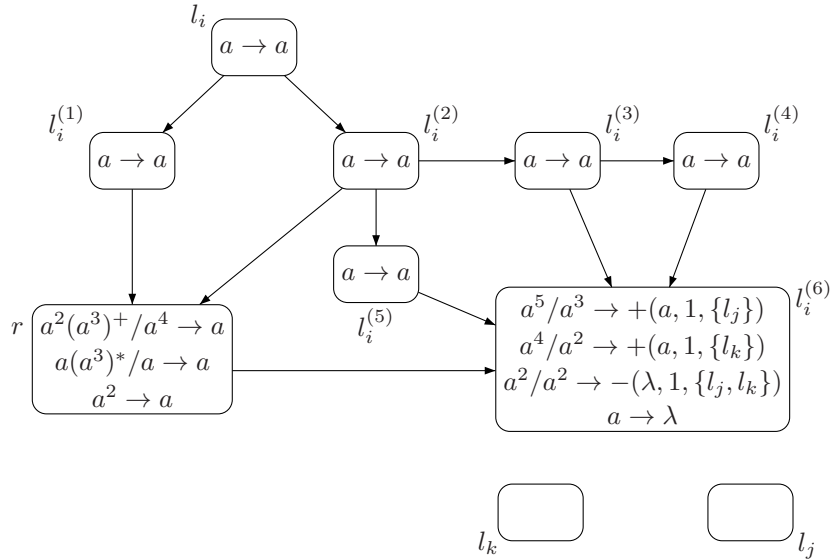 l_i
a → a
l_i^{(1)}
a → a
l_i^{(2)}
a → a
l_i^{(3)}
a → a
l_i^{(4)}
a → a
a → a
l_i^{(5)}
r
a^2(a^3)^+/a^4 → a
a(a^3)^*/a → a
a^2 → a
l_i^{(6)}
a^5/a^3 → +(a, 1, {l_j})
a^4/a^2 → +(a, 1, {l_k})
a^2/a^2 → −(λ, 1, {l_j, l_k})
a → λ
l_k
l_j